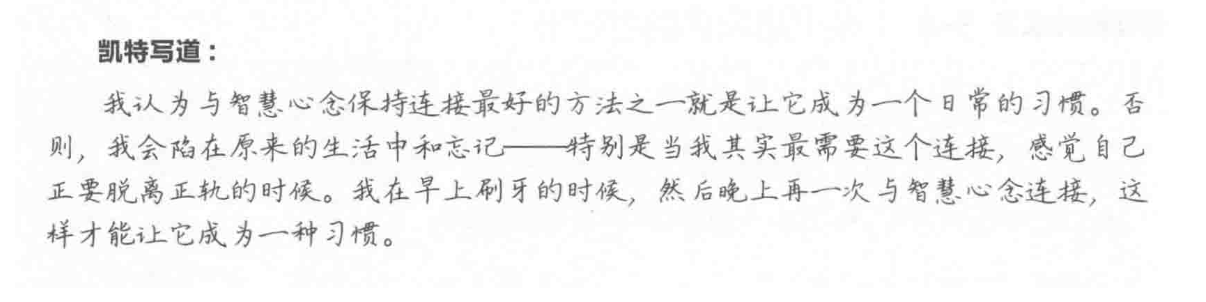 凯特写道：
我认为与智慧心念保持连接最好的方法之一就是让它成为一个日常的习惯。否
则，我会陷在原来的生活中和忘记——特别是当我其实最需要这个连接，感觉自己
正要脱离正轨的时候。我在早上刷牙的时候，然后晚上再一次与智慧心念连接，这
样才能让它成为一种习惯。